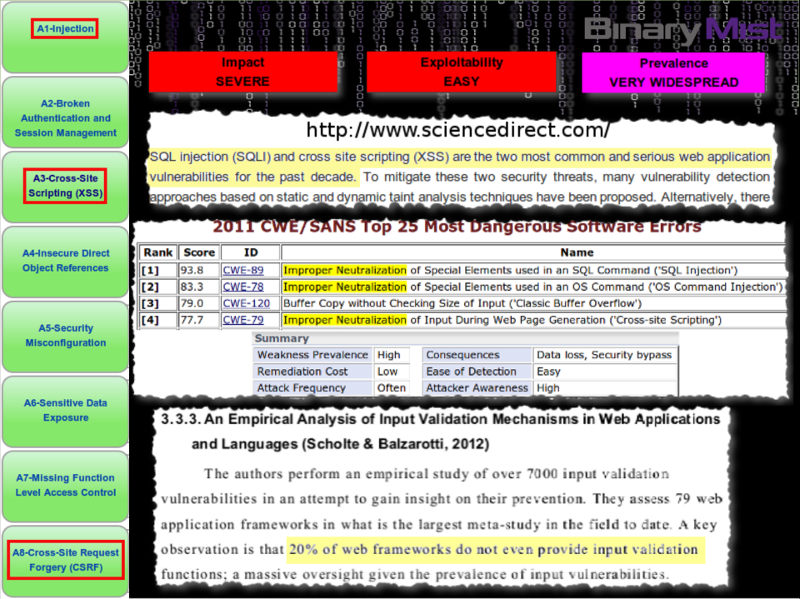 A1-Injection
A2-Broken
Authentication and
Session Management
A3-Cross-Site
Scripting (XSS)
A4-Insecure Direct
Object References
A5-Security
Misconfiguration
A6-Sensitive Data
Exposure
A7-Missing Function
Level Access Control
A8-Cross-Site Request
Forgery (CSRF)
BinaryMist
Impact
SEVERE
Exploitability
EASY
Prevalence
VERY WIDESPREAD
http://www.sciencedirect.com/
SQL injection (SQLI) and cross site scripting (XSS) are the two most common and serious web application
vulnerabilities for the past decade. To mitigate these two security threats, many vulnerability detection
approaches based on static and dynamic taint analysis techniques have been proposed. Alternatively, there
2011 CWE/SANS Top 25 Most Dangerous Software Errors
Rank Score ID Name
[1] 93.8 CWE-89 Improper Neutralization of Special Elements used in an SQL Command ('SQL Injection')
[2] 83.3 CWE-78 Improper Neutralization of Special Elements used in an OS Command ('OS Command Injection')
[3] 79.0 CWE-120 Buffer Copy without Checking Size of Input ('Classic Buffer Overflow')
[4] 77.7 CWE-79 Improper Neutralization of Input During Web Page Generation ('Cross-site Scripting')
Summary
Weakness Prevalence High Consequences Data loss, Security bypass
Remediation Cost Low Ease of Detection Easy
Attack Frequency Often Attacker Awareness High
3.3.3. An Empirical Analysis of Input Validation Mechanisms in Web Applications
and Languages (Scholte & Balzarotti, 2012)
The authors perform an empirical study of over 7000 input validation
vulnerabilities in an attempt to gain insight on their prevention. They assess 79 web
application frameworks in what is the largest meta-study in the field to date. A key
observation is that 20% of web frameworks do not even provide input validation
functions; a massive oversight given the prevalence of input vulnerabilities.